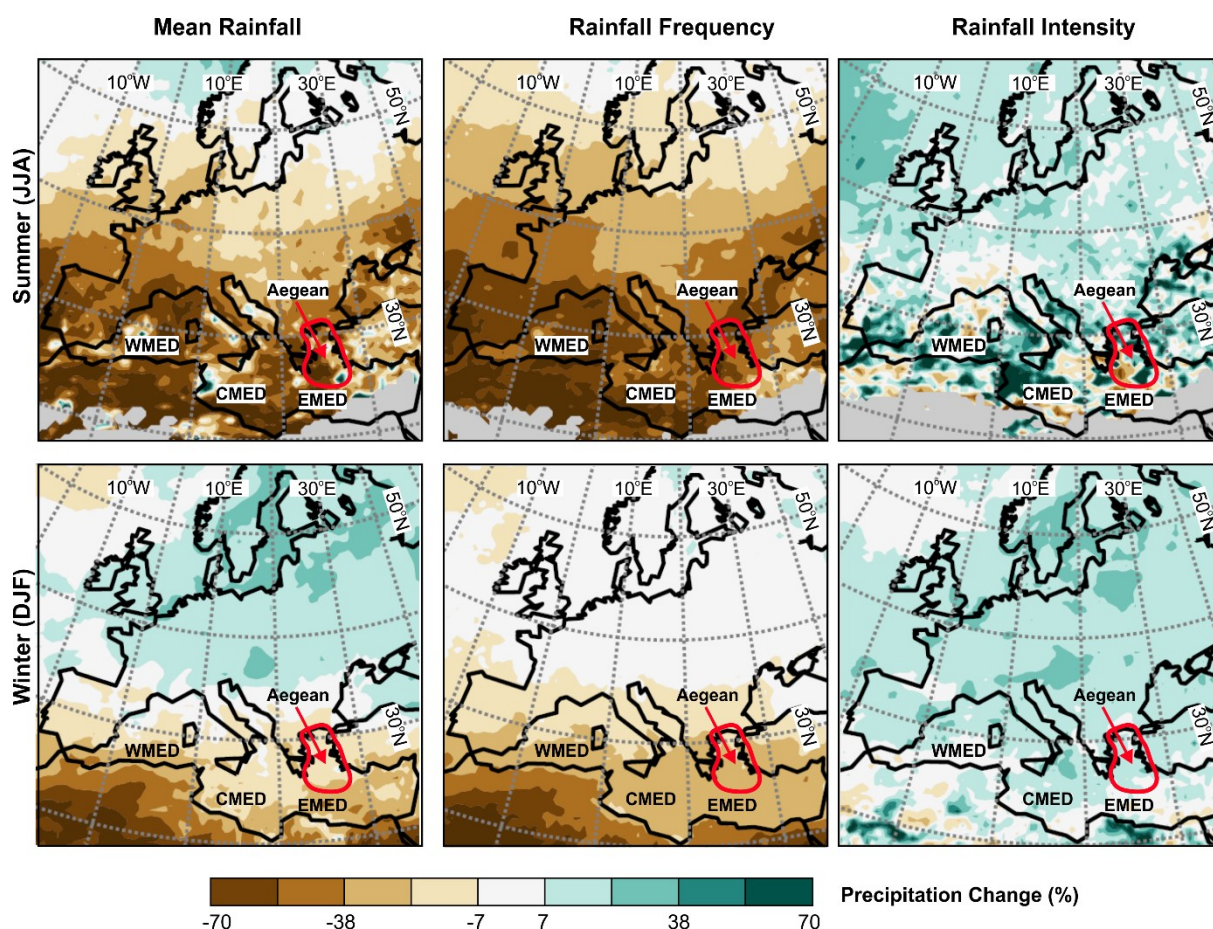 Mean Rainfall
Rainfall Frequency
Rainfall Intensity
Summer (JJA)
10°W
10°E
30°E
50°N
30°N
Aegean
WMED
CMED
EMED
10°W
10°E
30°E
50°N
30°N
Aegean
WMED
CMED
EMED
10°W
10°E
30°E
50°N
30°N
Aegean
WMED
CMED
EMED
Winter (DJF)
10°W
10°E
30°E
50°N
30°N
Aegean
WMED
CMED
EMED
10°W
10°E
30°E
50°N
30°N
Aegean
WMED
CMED
EMED
10°W
10°E
30°E
50°N
30°N
Aegean
WMED
CMED
EMED
-70 -38 -7 7 38 70
Precipitation Change (%)